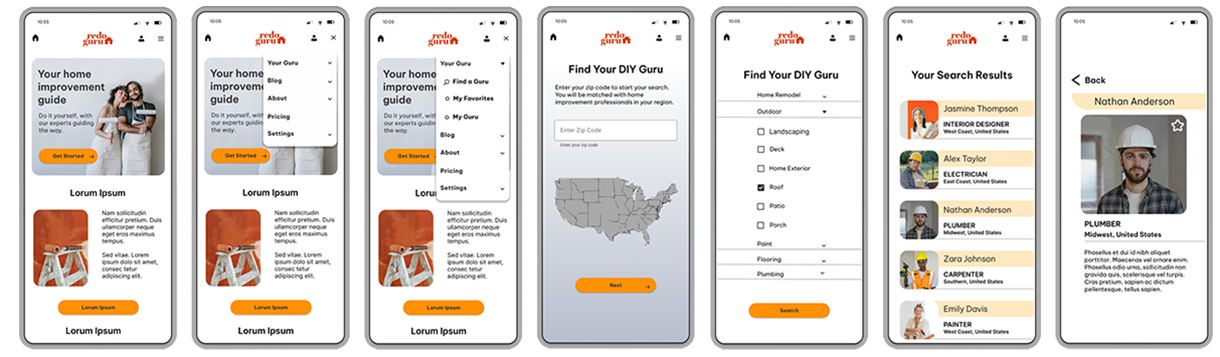 10:05
redo
guru
Your home
improvement
guide
Do it yourself, with
our experts guiding
the way.
Get Started →
Lorum Ipsum
Nam sollicitudin
efficitur pretium. Duis
ullamcorper neque
eget eros maximus
tempus.
Sed vitae. Lorem
ipsum dolor sit amet,
consec tetur
adipiscing elit.
Lorum Ipsum
Lorum Ipsum
10:05
redo
guru
Your hom
improvem
guide
Do it yourself, with
our experts guiding
the way.
Get Started →
Your Guru
Blog
About
Pricing
Settings
Lorum Ipsum
Nam sollicitudin
efficitur pretium. Duis
ullamcorper neque
eget eros maximus
tempus.
Sed vitae. Lorem
ipsum dolor sit amet,
consec tetur
adipiscing elit.
Lorum Ipsum
Lorum Ipsum
10:05
redo
guru
Your hom
improvem
guide
Do it yourself, w
our experts guid
the way.
Get Started
Your Guru
Find a Guru
My Favorites
My Guru
Blog
About
Pricing
Settings
Lorum Ipsum
Nam sollicitudin
efficitur pretium. Duis
ullamcorper neque
eget eros maximus
tempus.
Sed vitae. Lorem
ipsum dolor sit amet,
consec tetur
adipiscing elit.
Lorum Ipsum
Lorum Ipsum
10:05
redo
guru
Find Your DIY Guru
Enter your zip code to start your search.
You will be matched with home
improvement professionals in your region.
Enter Zip Code
Enter your zip code
Next →
10:05
redo
guru
Find Your DIY Guru
Home Remodel
Outdoor
Landscaping
Deck
Home Exterior
Roof
Patio
Porch
Paint
Flooring
Plumbing
Search
10:05
redo
guru
Your Search Results
Jasmine Thompson
INTERIOR DESIGNER
West Coast, United States
Alex Taylor
ELECTRICIAN
East Coast, United States
Nathan Anderson
PLUMBER
Midwest, United States
Zara Johnson
CARPENTER
Southern, United States
Emily Davis
PAINTER
West Coast, United States
10:05
Back
Nathan Anderson
PLUMBER
Midwest, United States
Phasellus et dui id nibh aliquet
porttitor. Maecenas vel ornare enim.
Phasellus odio urna, sollicitudin non
gravida quis, scelerisque vel turpis.
Cras pretium, sapien ac dictum
pellentesque, tellus sapien.